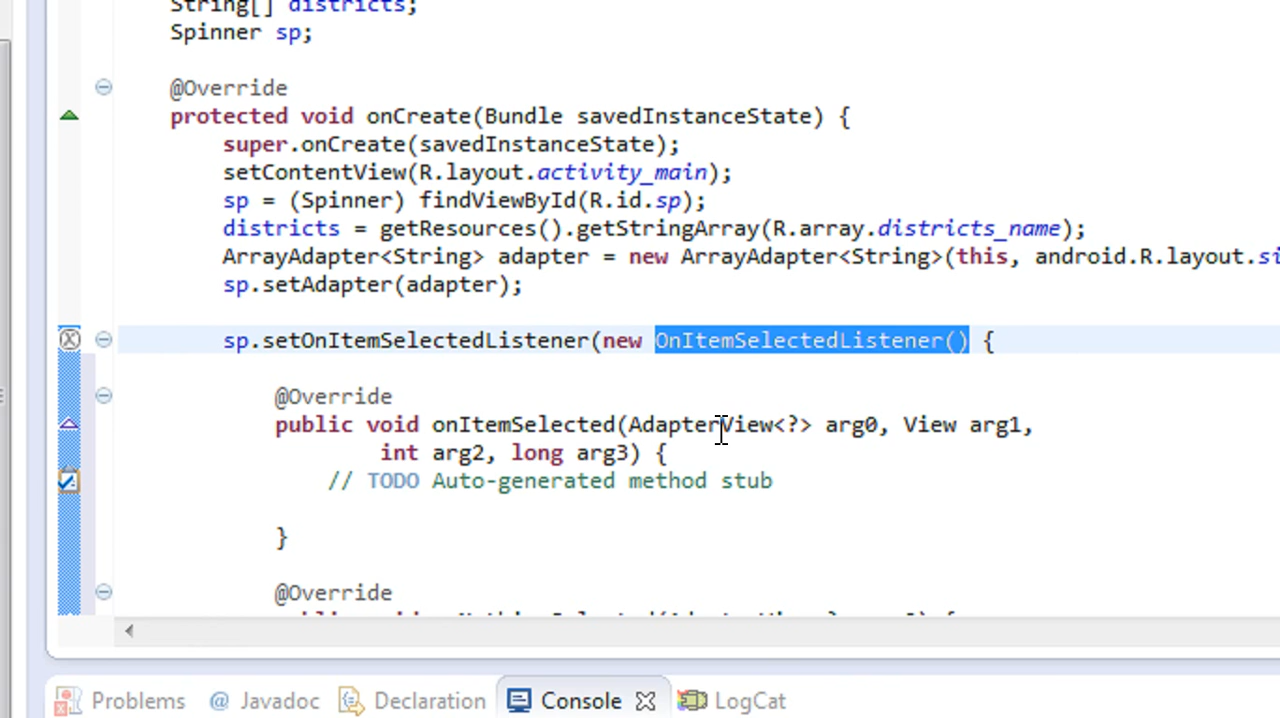 String[] districts;
Spinner sp;
@Override
protected void onCreate(Bundle savedInstanceState) {
super.onCreate(savedInstanceState);
setContentView(R.layout.activity_main);
sp = (Spinner) findViewById(R.id.sp);
districts = getResources().getStringArray(R.array.districts_name);
ArrayAdapter<String> adapter = new ArrayAdapter<String>(this, android.R.layout.si
sp.setAdapter(adapter);
sp.setOnItemSelectedListener(new OnItemSelectedListener() {
@Override
public void onItemSelected(AdapterView<?> arg0, View arg1,
int arg2, long arg3) {
// TODO Auto-generated method stub
}
@Override
Problems @ Javadoc Declaration Console LogCat